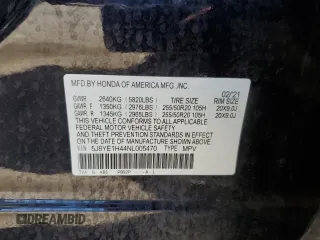 MFD.BY HONDA OF AMERICA MFG.,INC. 02/21
GVWR 2640KG 5820LBS TIRE SIZE RIM SIZE
GAWR F 1350KG 2976LBS 255/50R20 105H 20X9.0J
GAWR R 1345KG 2965LBS 255/50R20 105H 20X9.0J
THIS VEHICLE CONFORMS TO ALL APPLICABLE
FEDERAL MOTOR VEHICLE SAFETY AND THEFT
PREVENTION STANDARDS IN EFFECT ON THE DATE
OF MANUFACTURE SHOWN ABOVE.
5J8YE1H44NL005470 TYPE: MPV
A L
EPIC VIN